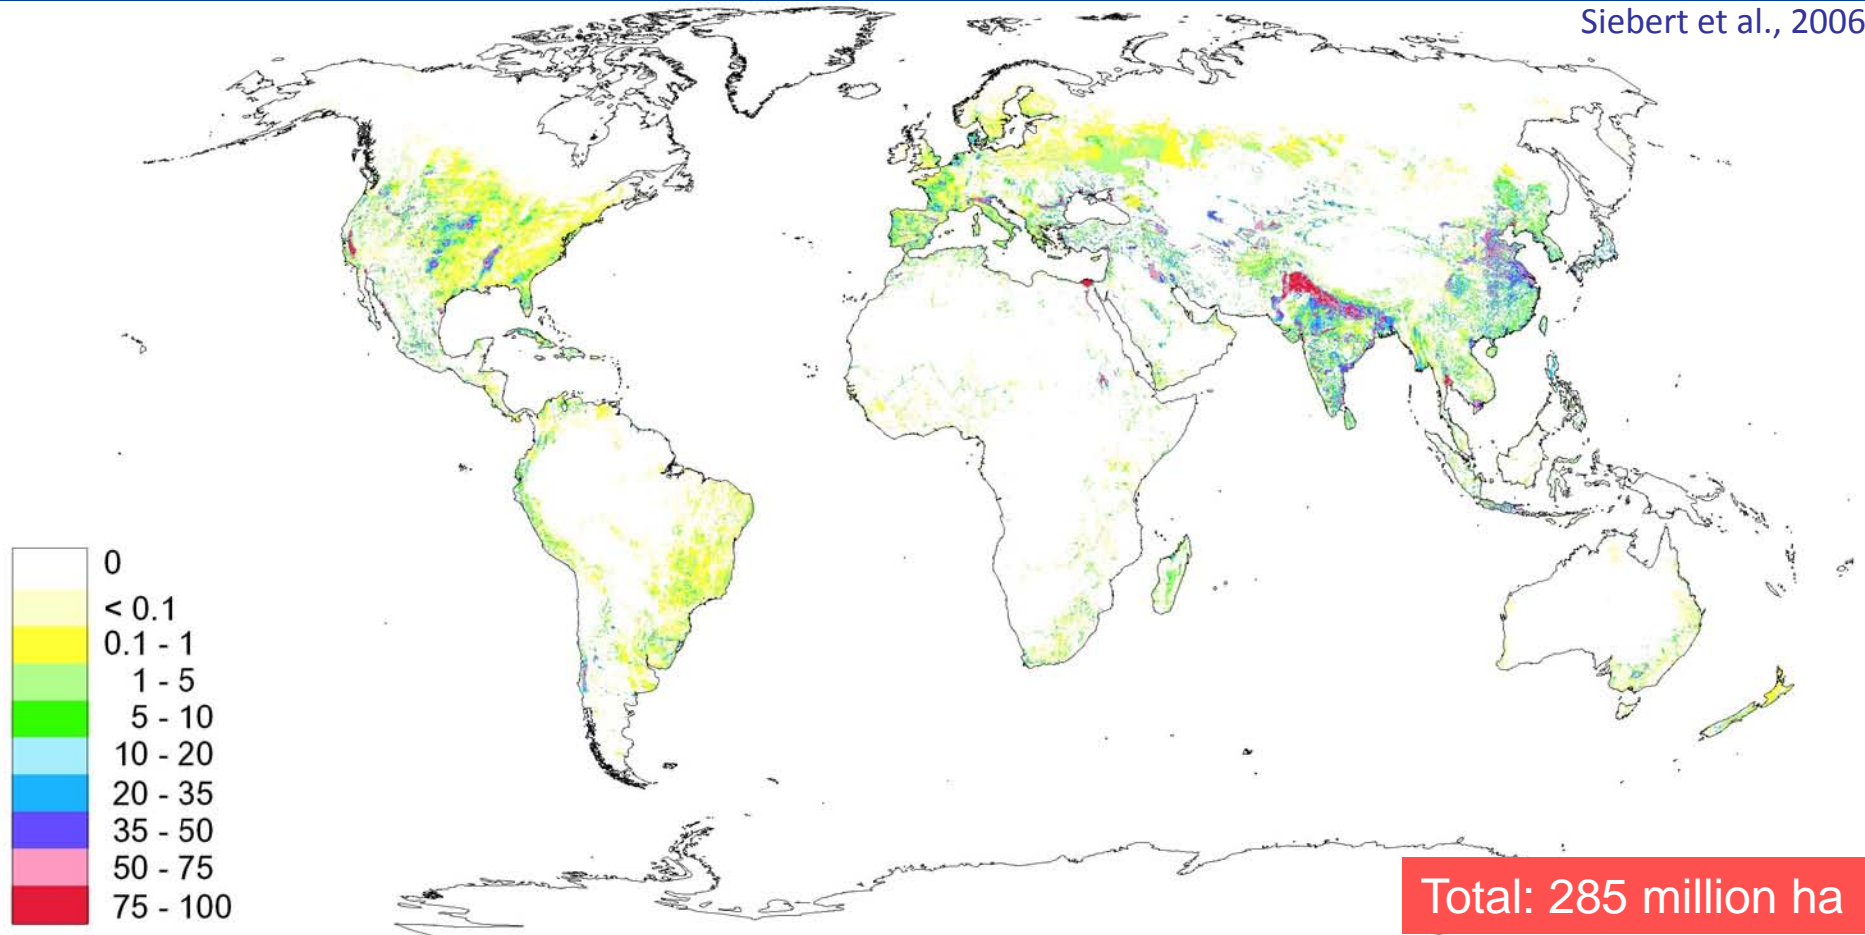 Siebert et al., 2006
0
< 0.1
0.1 - 1
1 - 5
5 - 10
10 - 20
20 - 35
35 - 50
50 - 75
75 - 100
Total: 285 million ha